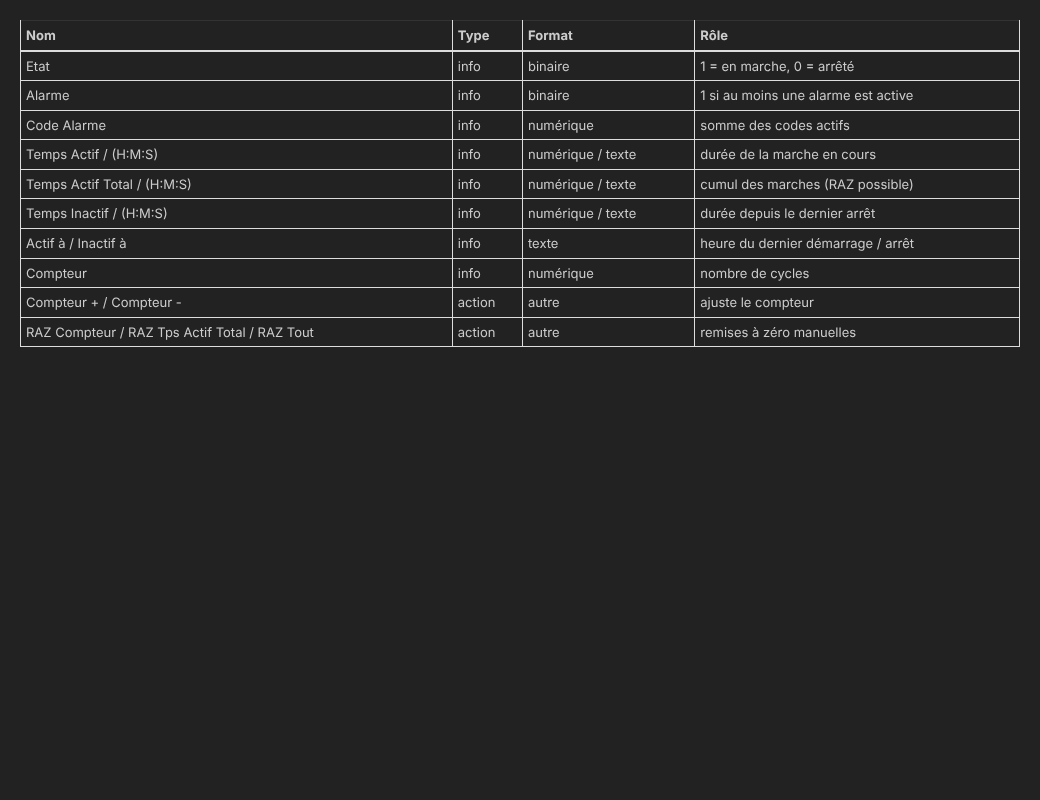 Nom Type Format Rôle
Etat info binaire 1 = en marche, 0 = arrêté
Alarme info binaire 1 si au moins une alarme est active
Code Alarme info numérique somme des codes actifs
Temps Actif / (H:M:S) info numérique / texte durée de la marche en cours
Temps Actif Total / (H:M:S) info numérique / texte cumul des marches (RAZ possible)
Temps Inactif / (H:M:S) info numérique / texte durée depuis le dernier arrêt
Actif à / Inactif à info texte heure du dernier démarrage / arrêt
Compteur info numérique nombre de cycles
Compteur + / Compteur - action autre ajuste le compteur
RAZ Compteur / RAZ Tps Actif Total / RAZ Tout action autre remises à zéro manuelles